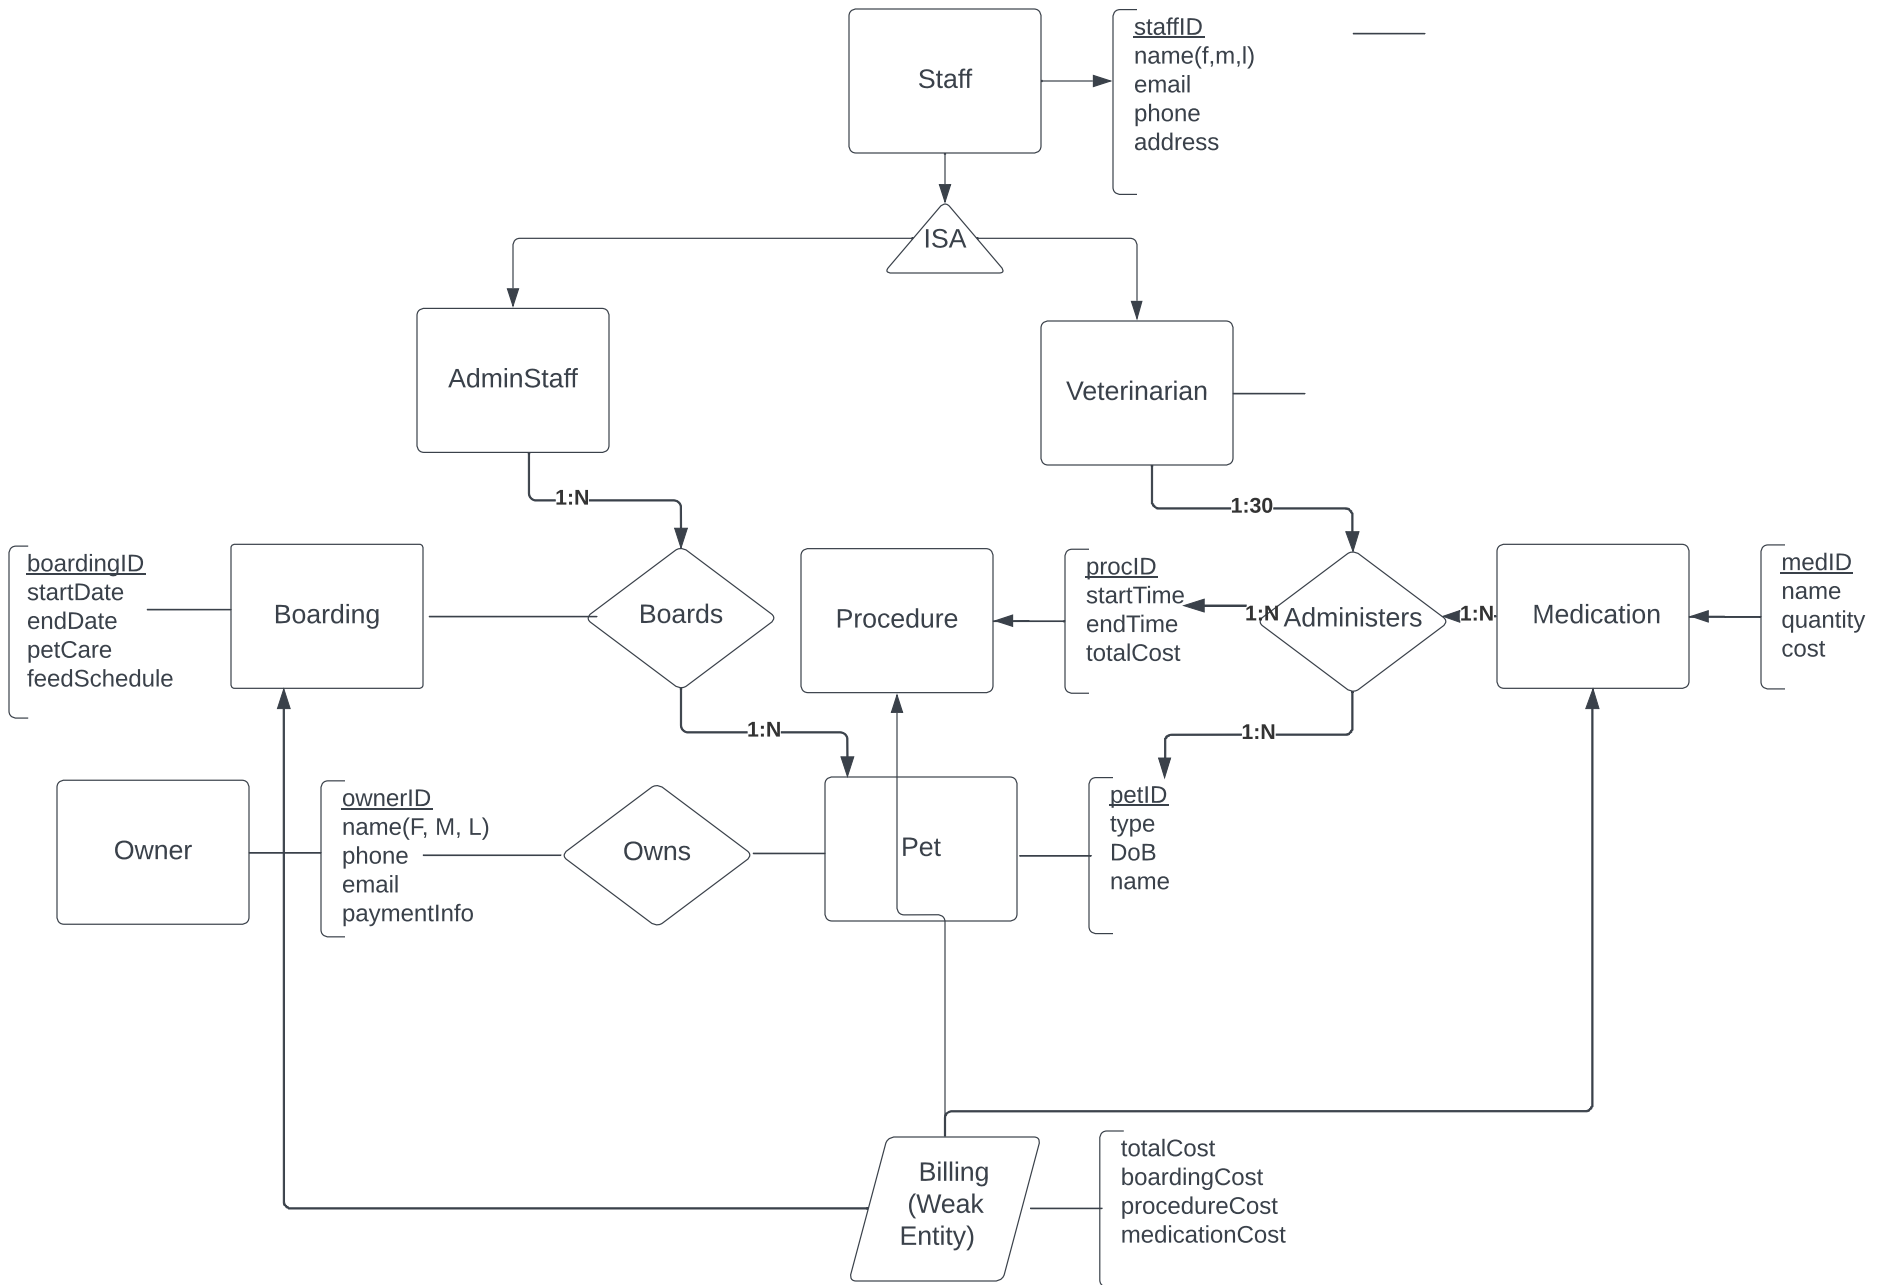 Staff
staffID
name(f,m,l)
email
phone
address
ISA
AdminStaff
Veterinarian
1:N
1:30
boardingID
startDate
endDate
petCare
feedSchedule
Boarding
Boards
Procedure
procID
startTime
endTime
totalCost
1:N
Administers
1:N
Medication
medID
name
quantity
cost
1:N
1:N
Owner
ownerID
name(F, M, L)
phone
email
paymentInfo
Owns
Pet
petID
type
DoB
name
Billing
(Weak
Entity)
totalCost
boardingCost
procedureCost
medicationCost